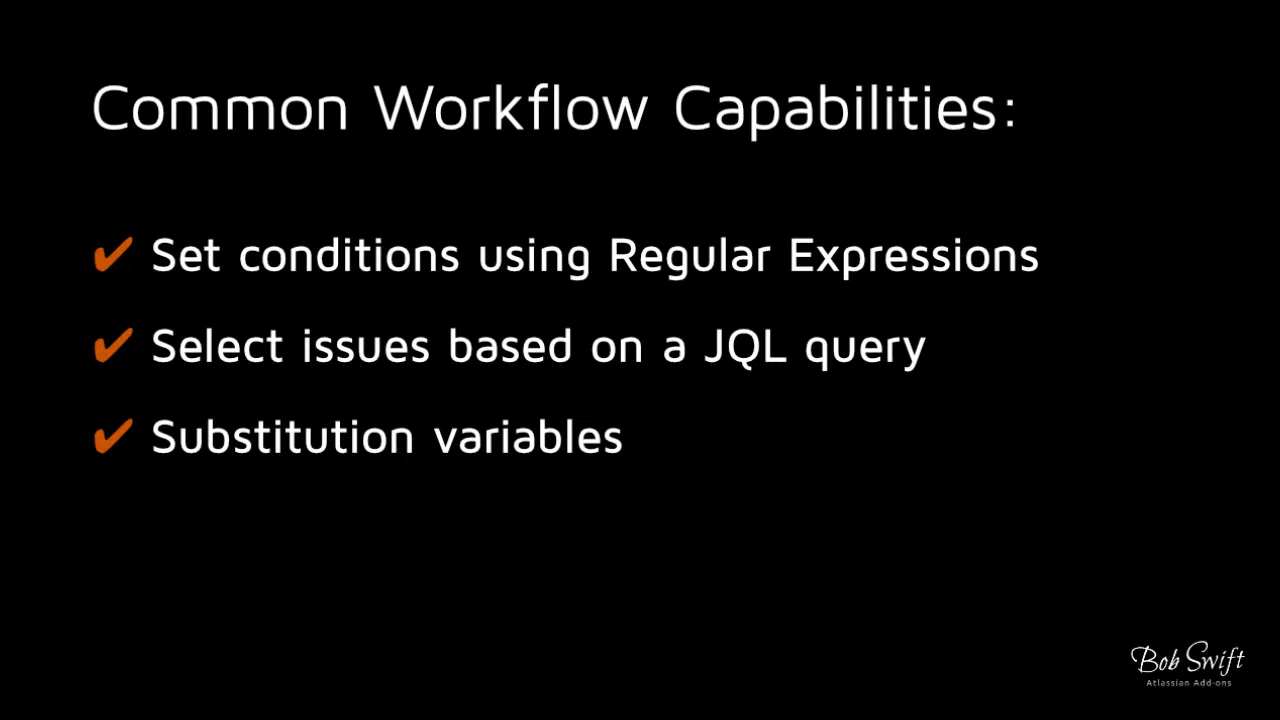 Common Workflow Capabilities:
✔ Set conditions using Regular Expressions
✔ Select issues based on a JQL query
✔ Substitution variables
Bob Swift
Atlassian Add-ons